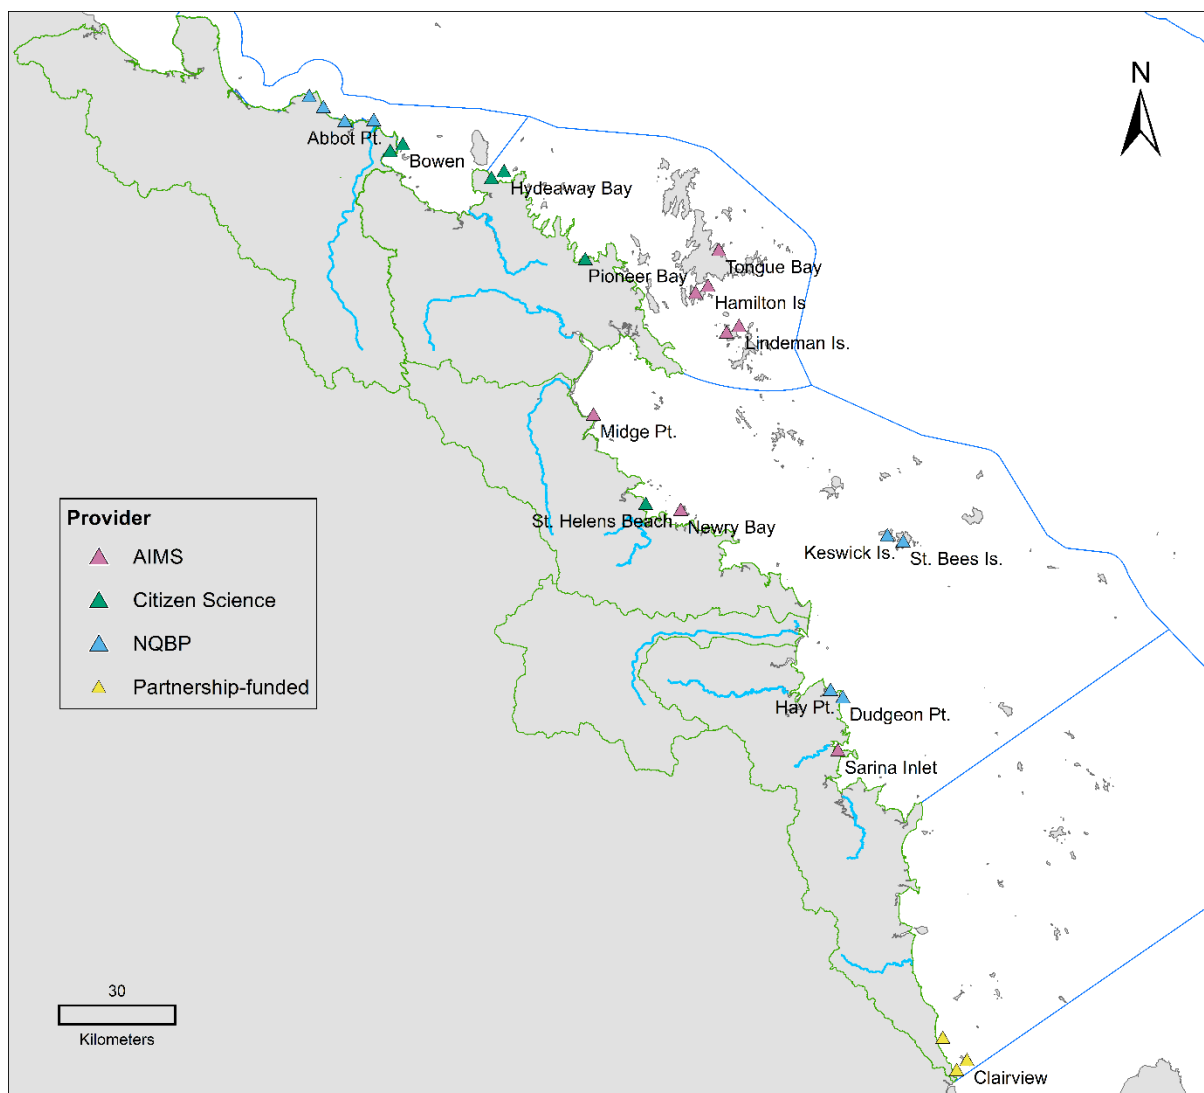 N
Abbot Pt.
Bowen
Hydeaway Bay
Pioneer Bay
Tongue Bay
Hamilton Is
Lindeman Is.
Midge Pt.
St. Helens Beach
Newry Bay
Keswick Is.
St. Bees Is.
Provider
AIMS
Citizen Science
NQBP
Partnership-funded
Hay Pt.
Dudgeon Pt.
Sarina Inlet
30
Kilometers
Clairview